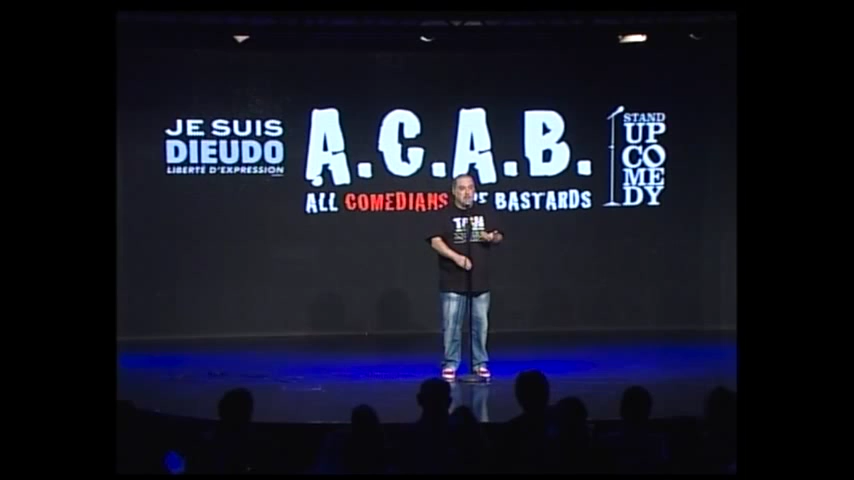 JE SUIS
DIEUDO
LIBERTÉ D'EXPRESSION
A.C.A.B.
ALL COMEDIANS BASTARDS
STAND
UP
CO
ME
DY